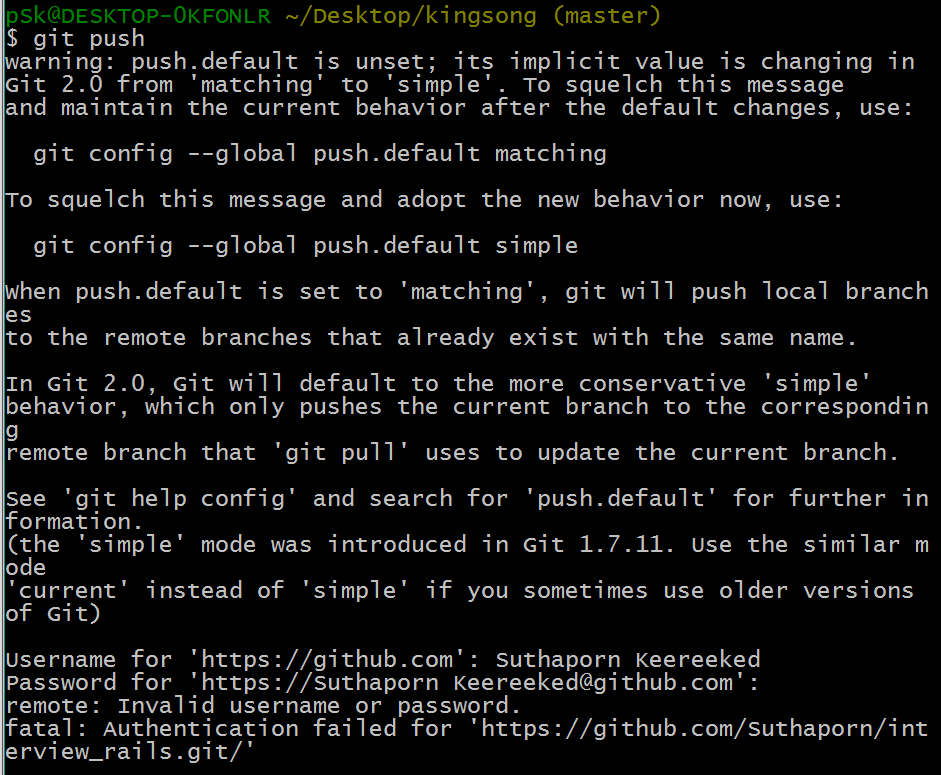 pSk@DESKTOP-0KFONLR ~/Desktop/kingsong (master)
$ git push
warning: push.default is unset; its implicit value is changing in
Git 2.0 from 'matching' to 'simple'. To squelch this message
and maintain the current behavior after the default changes, use:
git config --global push.default matching
To squelch this message and adopt the new behavior now, use:
git config --global push.default simple
When push.default is set to 'matching', git will push local branch
es
to the remote branches that already exist with the same name.
In Git 2.0, Git will default to the more conservative 'simple'
behavior, which only pushes the current branch to the correspondin
g
remote branch that 'git pull' uses to update the current branch.
See 'git help config' and search for 'push.default' for further in
formation.
(the 'simple' mode was introduced in Git 1.7.11. Use the similar m
ode
'current' instead of 'simple' if you sometimes use older versions
of Git)
Username for 'https://github.com': Suthaporn Keereeked
Password for 'https://Suthaporn Keereeked@github.com':
remote: Invalid username or password.
fatal: Authentication failed for 'https://github.com/Suthaporn/int
erview_rails.git/'